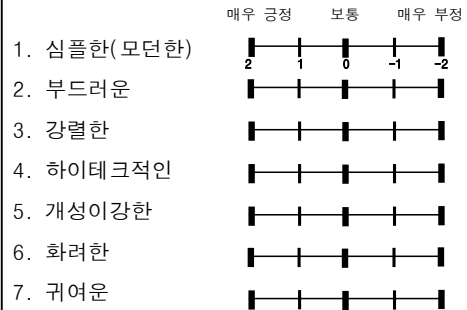 매우 긍정 보통 매우 부정
1. 심플한(모던한)
2 1 0 -1 -2
2. 부드러운
3. 강렬한
4. 하이테크적인
5. 개성이강한
6. 화려한
7. 귀여운